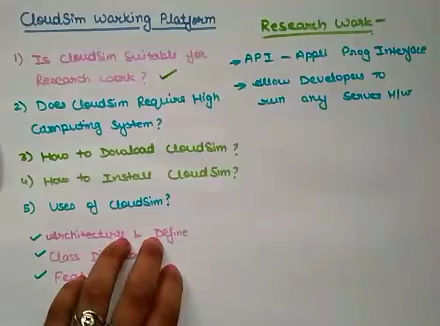 CloudSim Working Platform
1) Is CloudSim Suitable for
Research Work? ✓
2) Does CloudSim Require High
Computing System?
3) How to Download CloudSim?
4) How to Install CloudSim?
5) Uses of CloudSim?
✓ Architecture & Define
✓ Class
✓
Research Work -
→ API - Appli Prog Interface
→ allow Developers to
run any Server H/w